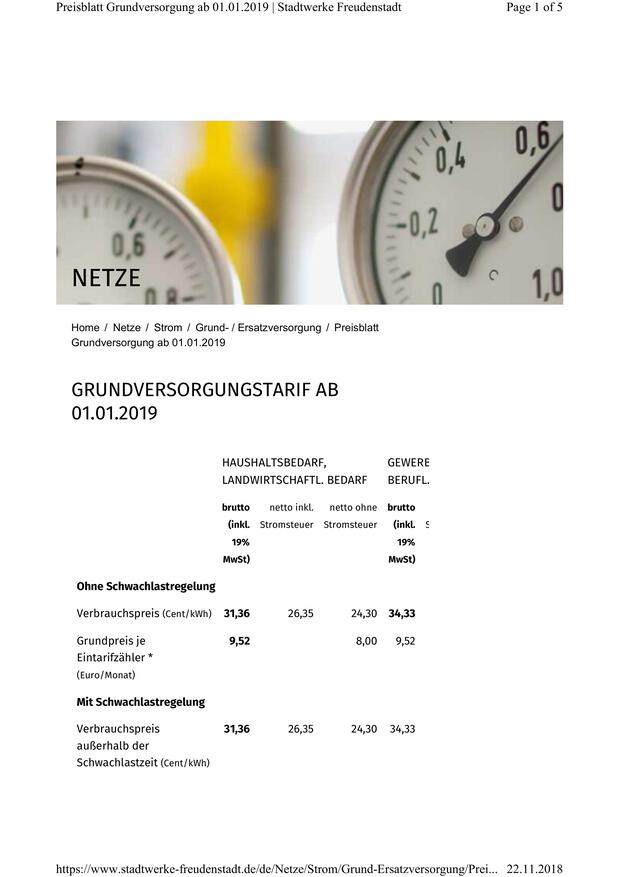 Preisblatt Grundversorgung ab 01.01.2019 | Stadtwerke Freudenstadt Page 1 of 5
0,4 0,6
0,2
0,6
0,8 0 1,0
NETZE
Home / Netze / Strom / Grund- / Ersatzversorgung / Preisblatt
Grundversorgung ab 01.01.2019
GRUNDVERSORGUNGSTARIF AB
01.01.2019
HAUSHALTSBEDARF, GEWERE
LANDWIRTSCHAFTL. BEDARF BERUFL.
brutto netto inkl. netto ohne brutto
(inkl. Stromsteuer Stromsteuer (inkl. S
19% 19%
MwSt) MwSt)
Ohne Schwachlastregelung
Verbrauchspreis (Cent/kWh) 31,36 26,35 24,30 34,33
Grundpreis je 9,52 8,00 9,52
Eintarifzähler *
(Euro/Monat)
Mit Schwachlastregelung
Verbrauchspreis 31,36 26,35 24,30 34,33
außerhalb der
Schwachlastzeit (Cent/kWh)
https://www.stadtwerke-freudenstadt.de/de/Netze/Strom/Grund-Ersatzversorgung/Prei... 22.11.2018